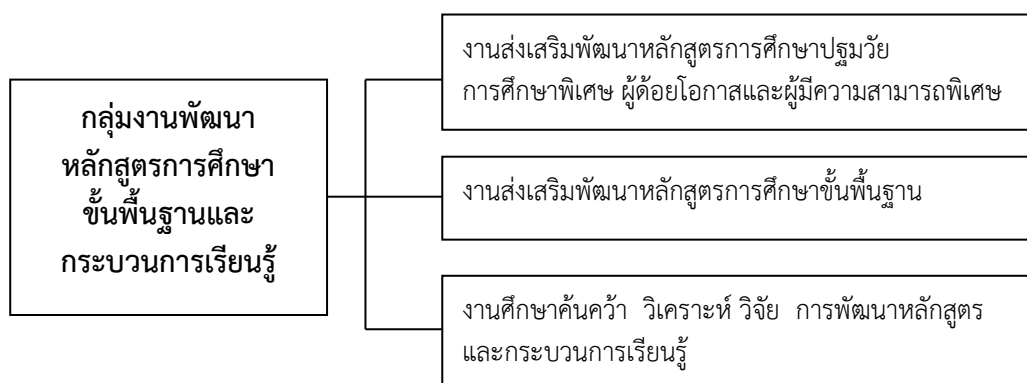 กลุ่มงานพัฒนา
หลักสูตรการศึกษา
ขั้นพื้นฐานและ
กระบวนการเรียนรู้
งานส่งเสริมพัฒนาหลักสูตรการศึกษาปฐมวัย
การศึกษาพิเศษ ผู้ด้อยโอกาสและผู้มีความสามารถพิเศษ
งานส่งเสริมพัฒนาหลักสูตรการศึกษาขั้นพื้นฐาน
งานศึกษาค้นคว้า วิเคราะห์ วิจัย การพัฒนาหลักสูตร
และกระบวนการเรียนรู้